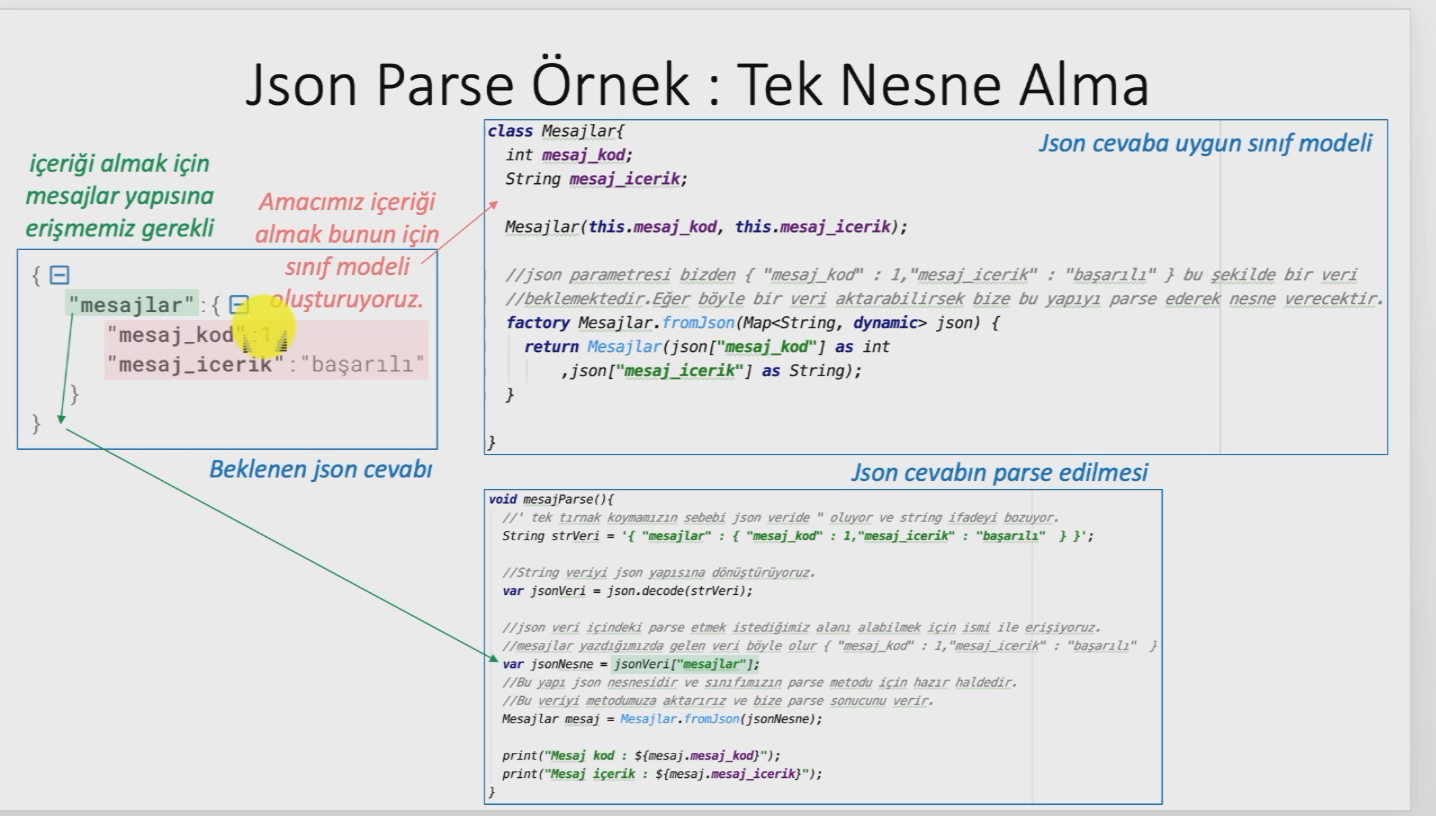 Json Parse Örnek : Tek Nesne Alma
içeriği almak için
mesajlar yapısına
erişmemiz gerekli
Amacımız içeriği
almak bunun için
sınıf modeli
oluşturuyoruz.
{
"mesajlar":{
"mesaj_kod":1,
"mesaj_icerik":"başarılı"
}
}
Beklenen json cevabı
Json cevaba uygun sınıf modeli
class Mesajlar{
int mesaj_kod;
String mesaj_icerik;
Mesajlar(this.mesaj_kod, this.mesaj_icerik);
//json parametresi bizden { "mesaj_kod" : 1,"mesaj_icerik" : "başarılı" } bu şekilde bir veri
//beklemektedir.Eğer böyle bir veri aktarabilirsek bize bu yapıyı parse ederek nesne verecektir.
factory Mesajlar.fromJson(Map<String, dynamic> json) {
return Mesajlar(json["mesaj_kod"] as int
,json["mesaj_icerik"] as String);
}
}
Json cevabın parse edilmesi
void mesajParse(){
//' tek tırnak koymamızın sebebi json veride " oluyor ve string ifadeyi bozuyor.
String strVeri = '{ "mesajlar" : { "mesaj_kod" : 1,"mesaj_icerik" : "başarılı"  } }';
//String veriyi json yapısına dönüştürüyoruz.
var jsonVeri = json.decode(strVeri);
//json veri içindeki parse etmek istediğimiz alanı alabilmek için ismi ile erişiyoruz.
//mesajlar yazdığımızda gelen veri böyle olur { "mesaj_kod" : 1,"mesaj_icerik" : "başarılı"  }
var jsonNesne = jsonVeri["mesajlar"];
//Bu yapı json nesnesidir ve sınıfımızın parse metodu için hazır haldedir.
//Bu veriyi metodumuza aktarırız ve bize parse sonucunu verir.
Mesajlar mesaj = Mesajlar.fromJson(jsonNesne);
print("Mesaj kod : ${mesaj.mesaj_kod}");
print("Mesaj içerik : ${mesaj.mesaj_icerik}");
}